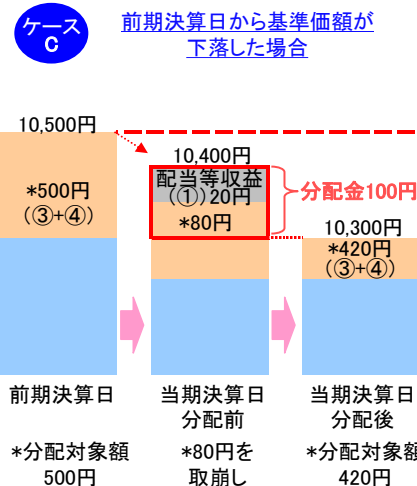 ケース
C
前期決算日から基準価額が
下落した場合
10,500円
*500円
(③+④)
10,400円
配当等収益
(①)20円
*80円
分配金100円
10,300円
*420円
(③+④)
前期決算日
当期決算日
分配前
当期決算日
分配後
*分配対象額
500円
*80円を
取崩し
*分配対象額
420円